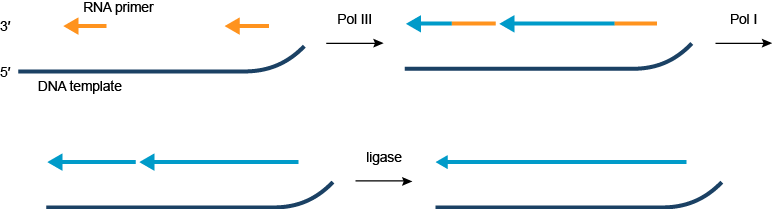 RNA primer
3′
Pol III
Pol I
5′
DNA template
ligase